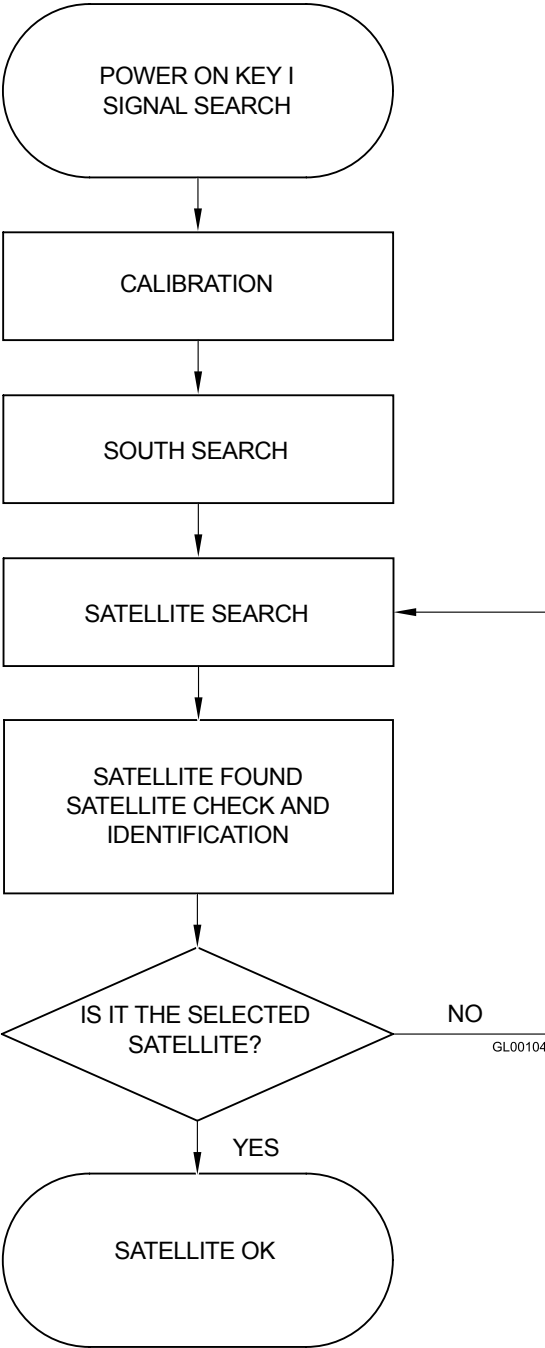 POWER ON KEY I
SIGNAL SEARCH
CALIBRATION
SOUTH SEARCH
SATELLITE SEARCH
SATELLITE FOUND
SATELLITE CHECK AND
IDENTIFICATION
IS IT THE SELECTED
SATELLITE?
NO
GL00104
YES
SATELLITE OK